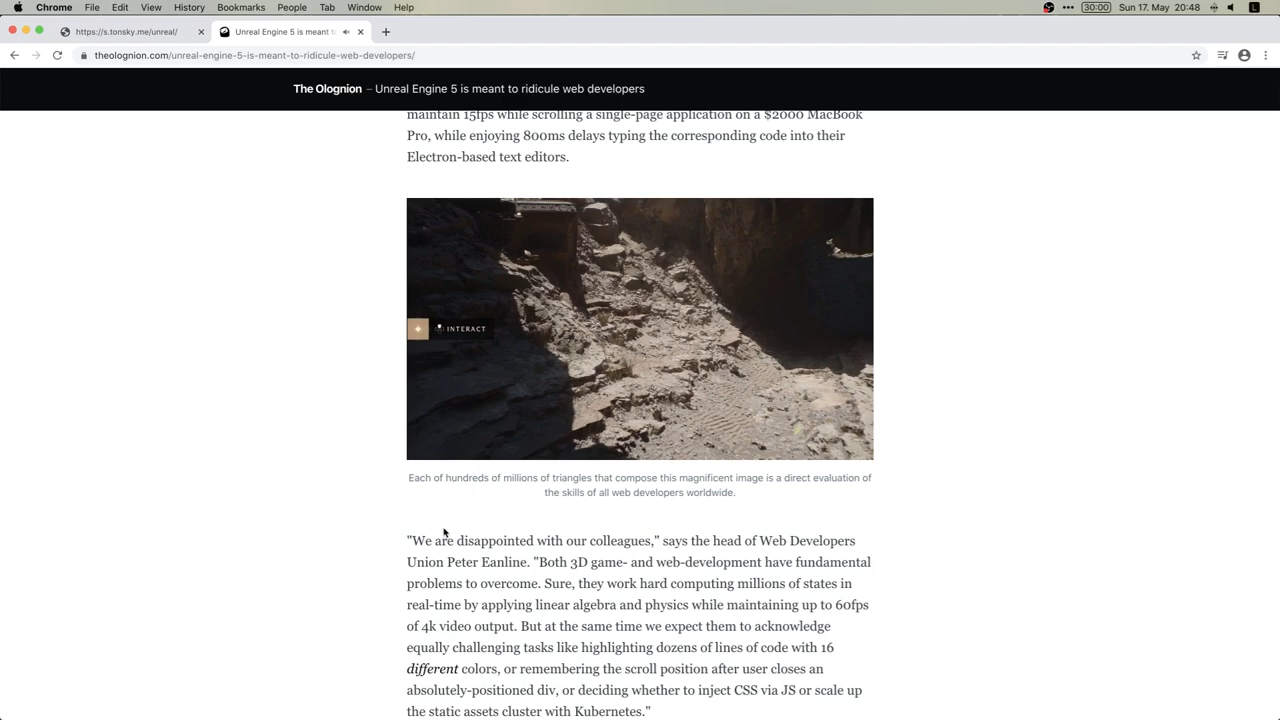 Chrome File Edit View History Bookmarks People Tab Window Help 30:00 Sun 17. May 20:48 L
https://s.tonsky.me/unreal/ Unreal Engine 5 is meant t
theolognion.com/unreal-engine-5-is-meant-to-ridicule-web-developers/
The Olognion – Unreal Engine 5 is meant to ridicule web developers
maintain 15fps while scrolling a single-page application on a $2000 MacBook
Pro, while enjoying 800ms delays typing the corresponding code into their
Electron-based text editors.
INTERACT
Each of hundreds of millions of triangles that compose this magnificent image is a direct evaluation of
the skills of all web developers worldwide.
"We are disappointed with our colleagues," says the head of Web Developers
Union Peter Eanline. "Both 3D game- and web-development have fundamental
problems to overcome. Sure, they work hard computing millions of states in
real-time by applying linear algebra and physics while maintaining up to 60fps
of 4k video output. But at the same time we expect them to acknowledge
equally challenging tasks like highlighting dozens of lines of code with 16
different colors, or remembering the scroll position after user closes an
absolutely-positioned div, or deciding whether to inject CSS via JS or scale up
the static assets cluster with Kubernetes."